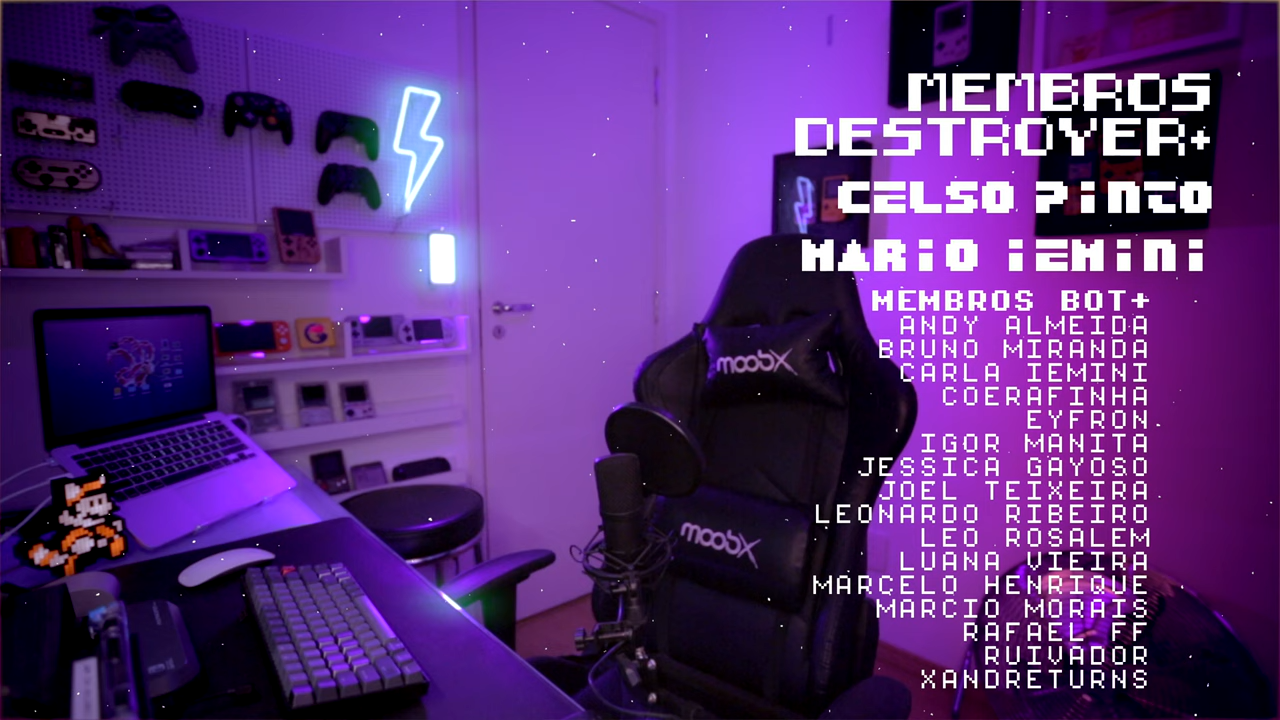 MEMBROS
DESTROYER+
CELSO PINTO
MARIO IEMINI
MEMBROS BOT+
ANDY ALMEIDA
BRUNO MIRANDA
CARLA IEMINI
COERAFINHA
EYFRON
IGOR MANITA
JESSICA GAYOSO
JOEL TEIXEIRA
LEONARDO RIBEIRO
LEO ROSALEM
LUANA VIEIRA
MARCELO HENRIQUE
MARCIO MORAIS
RAFAEL FF
RUIVADOR
XANDRETURNS
moobX
moobX